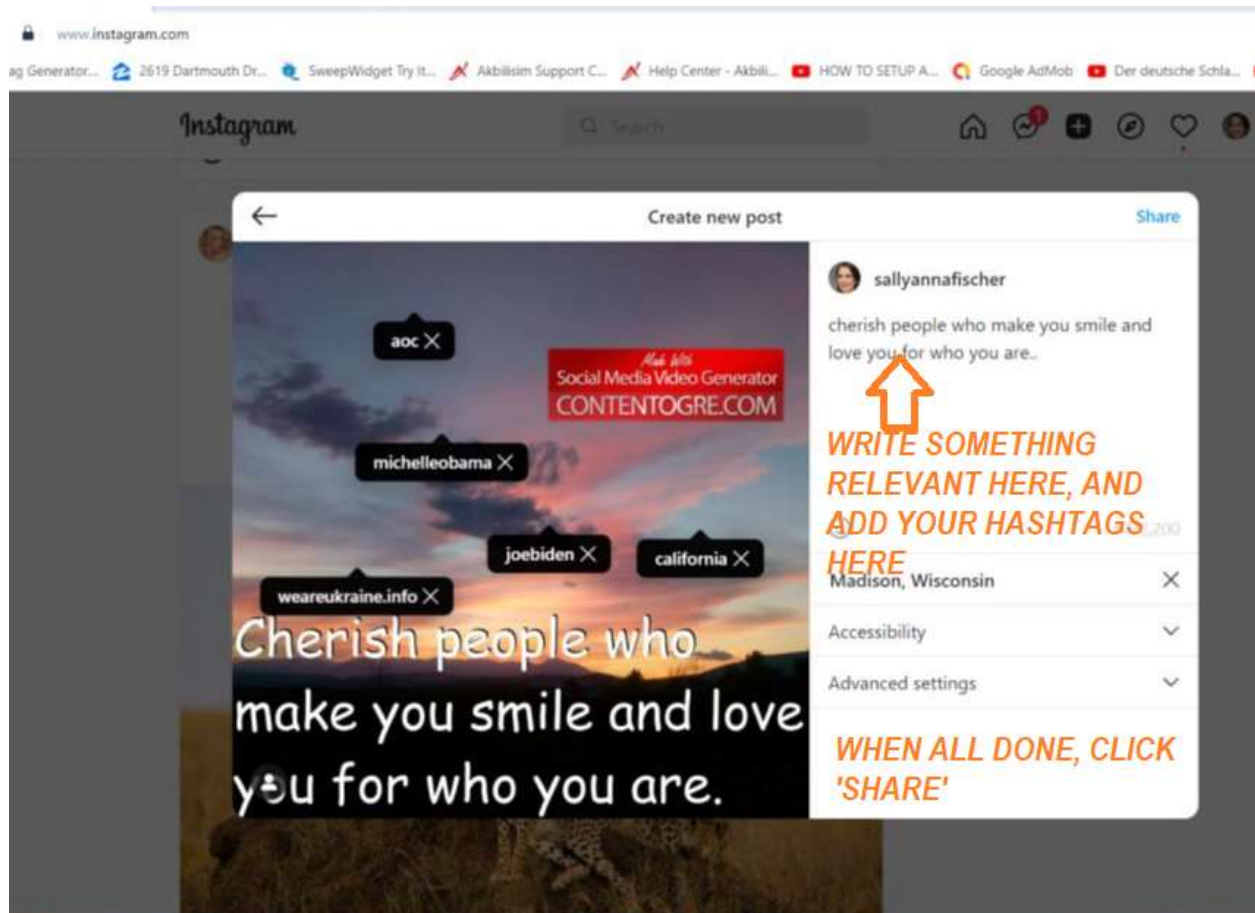 www.instagram.com
ag Generator... 2619 Dartmouth Dr... SweepWidget Try It... Akbilisim Support C... Help Center - Akbili... HOW TO SETUP A... Google AdMob Der deutsche Schla...
Instagram Search 1
Create new post Share
sallyannafischer
cherish people who make you smile and
love you for who you are..
aoc
Made With
Social Media Video Generator
CONTENTOGRE.COM
michelleobama
joebiden
california
weareukraine.info
Cherish people who
make you smile and love
you for who you are.
WRITE SOMETHING
RELEVANT HERE, AND
ADD YOUR HASHTAGS
HERE
Madison, Wisconsin
Accessibility
Advanced settings
WHEN ALL DONE, CLICK
'SHARE'